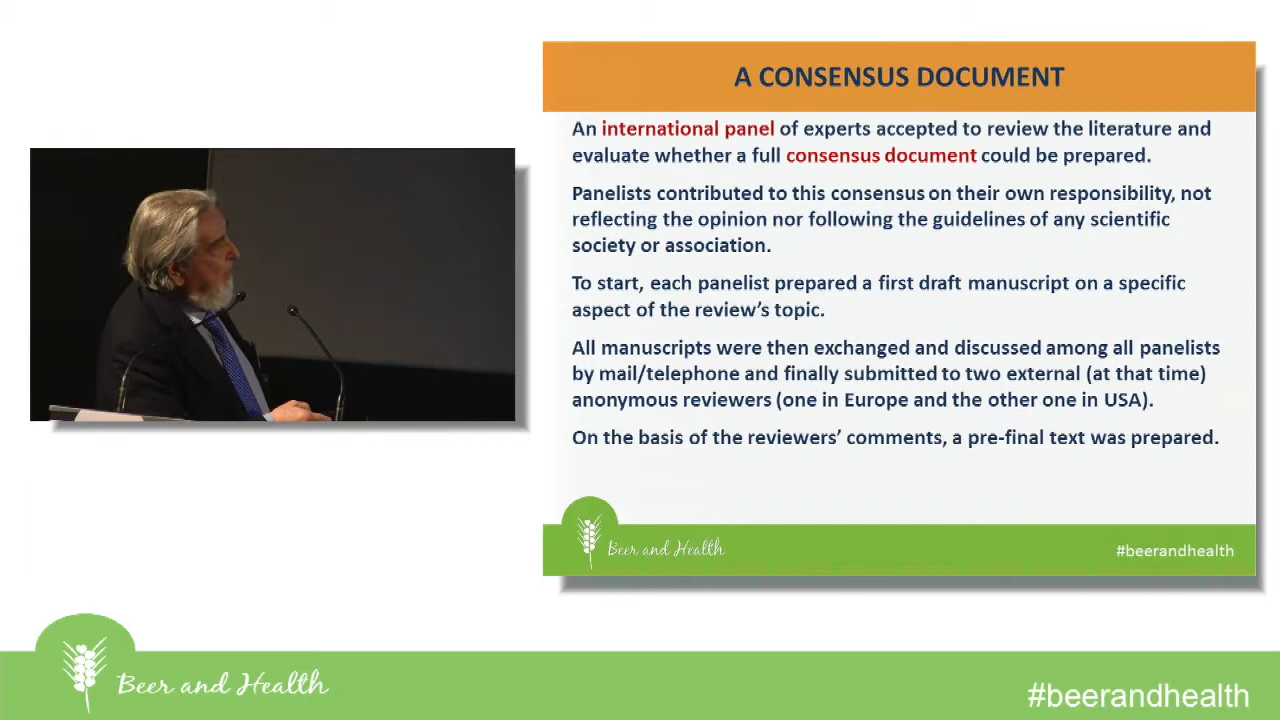 A CONSENSUS DOCUMENT
An international panel of experts accepted to review the literature and
evaluate whether a full consensus document could be prepared.
Panelists contributed to this consensus on their own responsibility, not
reflecting the opinion nor following the guidelines of any scientific
society or association.
To start, each panelist prepared a first draft manuscript on a specific
aspect of the review's topic.
All manuscripts were then exchanged and discussed among all panelists
by mail/telephone and finally submitted to two external (at that time)
anonymous reviewers (one in Europe and the other one in USA).
On the basis of the reviewers' comments, a pre-final text was prepared.
Beer and Health
#beerandhealth
Beer and Health
#beerandhealth